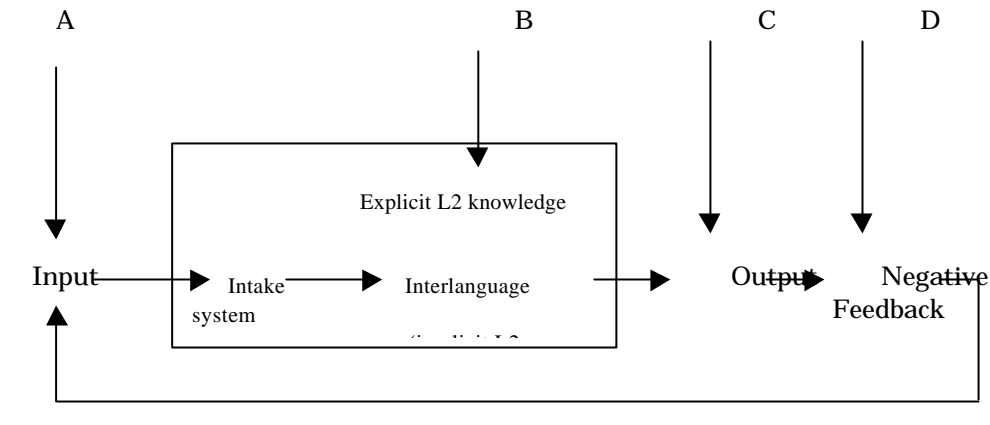 A B C D
Explicit L2 knowledge
Input Intake Interlanguage Output Negative
system Feedback